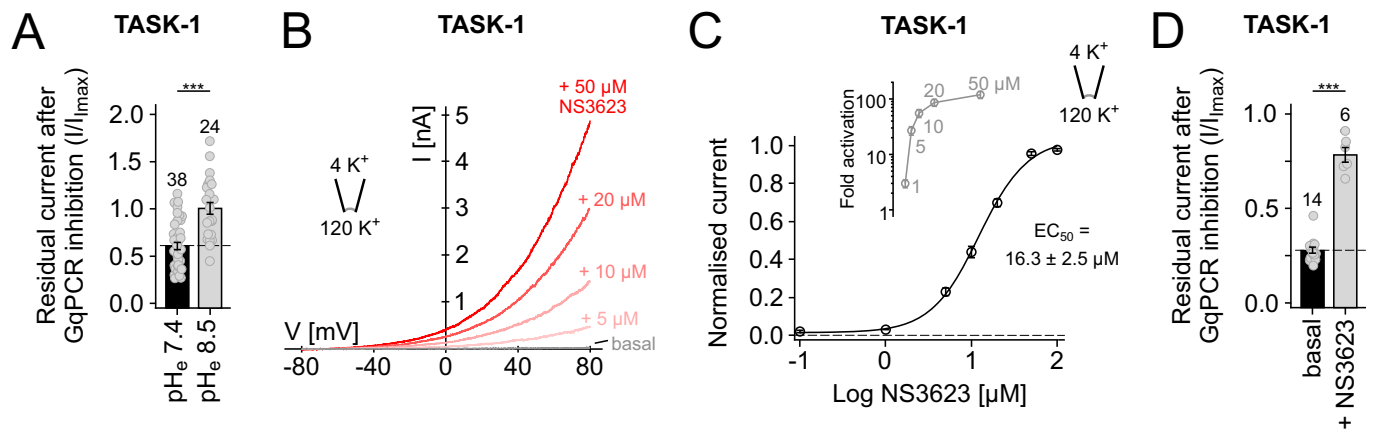 A
TASK-1
Residual current after
GqPCR inhibition (I/I_Imax)
2.0
1.5
1.0
0.5
0.0
***
38
24
pHe 7.4
pHe 8.5
B
TASK-1
4 K⁺
120 K⁺
I [nA]
5
4
3
2
1
+ 50 µM
NS3623
+ 20 µM
+ 10 µM
+ 5 µM
basal
V [mV]
-80
-40
0
40
80
C
TASK-1
Normalised current
1.0
0.8
0.6
0.4
0.2
0.0
-1
0
1
2
Log NS3623 [µM]
Fold activation
100
10
1
1
5
10
20
50 µM
4 K⁺
120 K⁺
EC₅₀ =
16.3 ± 2.5 µM
D
TASK-1
Residual current after
GqPCR inhibition (I/I_Imax)
1.0
0.5
0.0
***
14
6
basal
+ NS3623